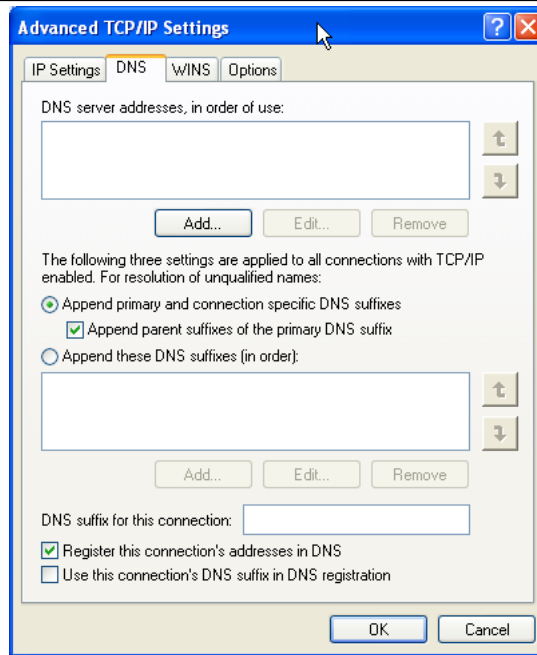 Advanced TCP/IP Settings
IP Settings DNS WINS Options
DNS server addresses, in order of use:
Add... Edit... Remove
The following three settings are applied to all connections with TCP/IP
enabled. For resolution of unqualified names:
Append primary and connection specific DNS suffixes
Append parent suffixes of the primary DNS suffix
Append these DNS suffixes (in order):
Add... Edit... Remove
DNS suffix for this connection:
Register this connection's addresses in DNS
Use this connection's DNS suffix in DNS registration
OK Cancel